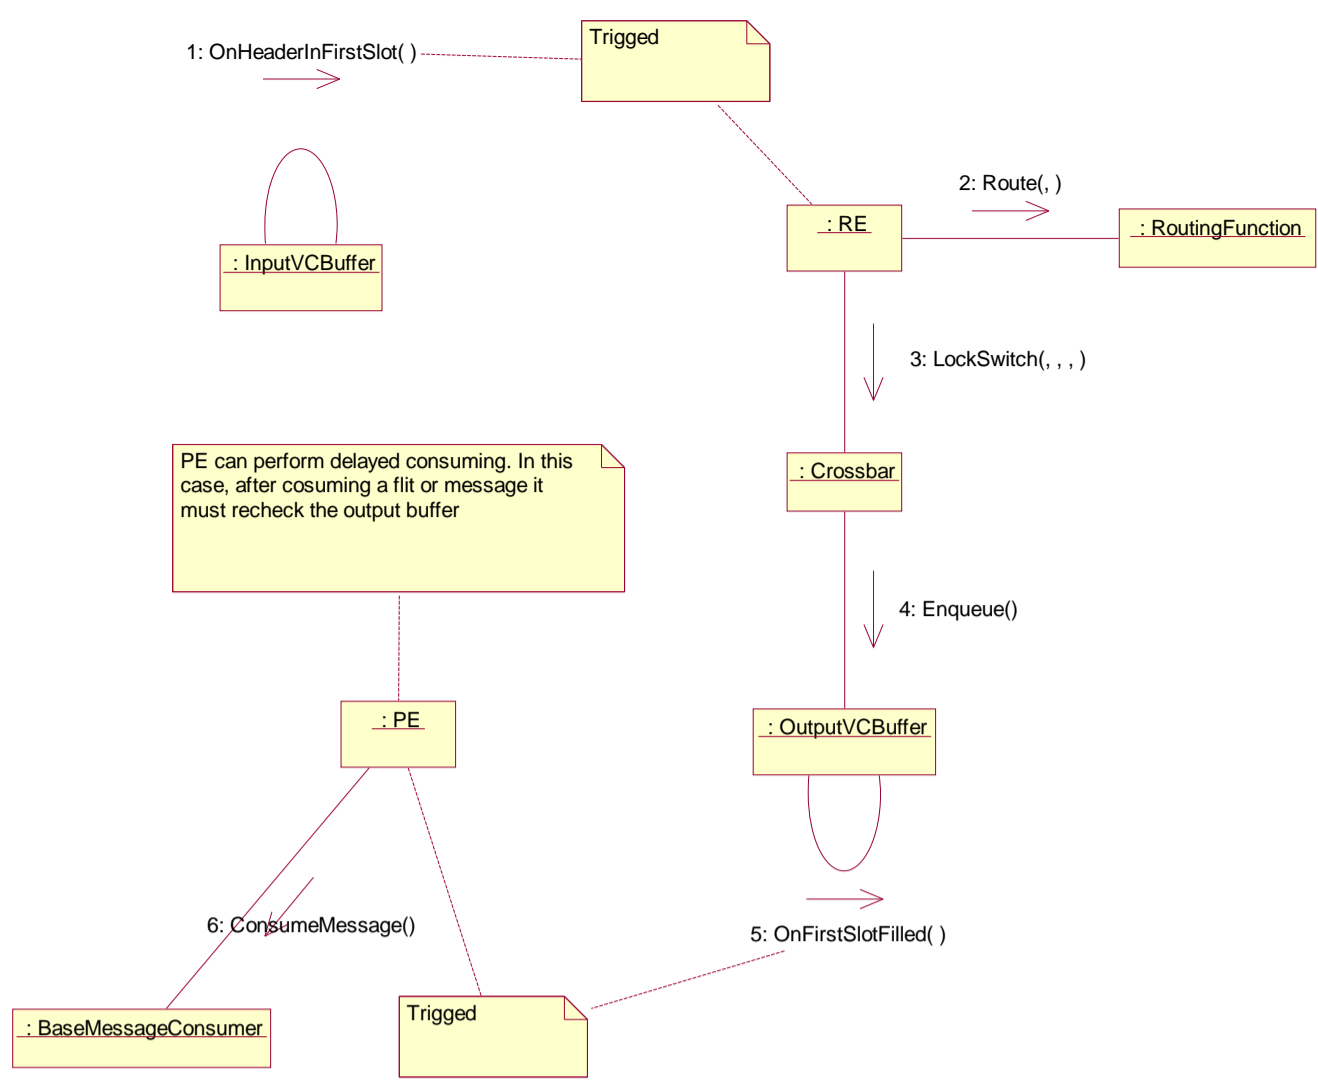 Trigged
1: OnHeaderInFirstSlot( )
2: Route(, )
: RE
: RoutingFunction
: InputVCBuffer
3: LockSwitch(, , , )
PE can perform delayed consuming. In this
case, after cosuming a flit or message it
must recheck the output buffer
: Crossbar
4: Enqueue()
: PE
: OutputVCBuffer
6: ConsumeMessage()
5: OnFirstSlotFilled( )
Trigged
: BaseMessageConsumer